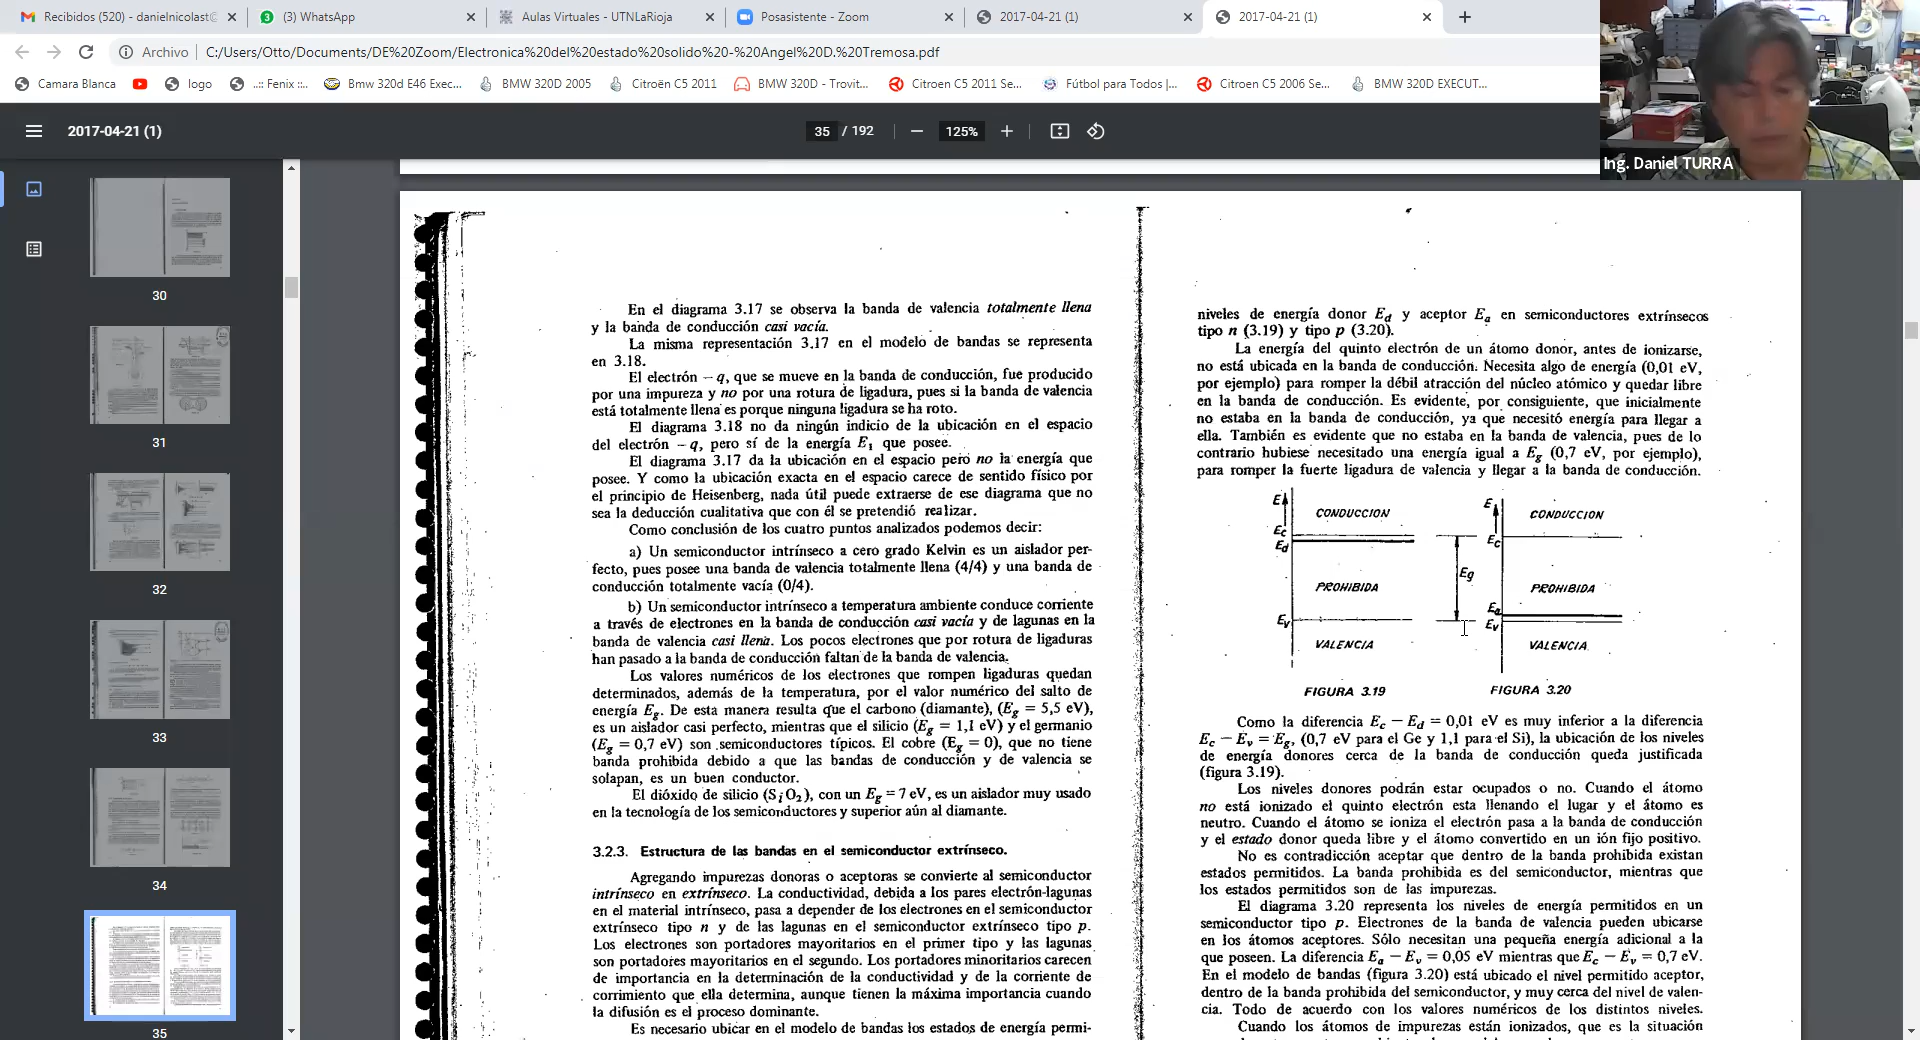 Recibidos (520) - danielnicolast@
(3) WhatsApp
Aulas Virtuales - UTNLaRioja
Posasistente - Zoom
2017-04-21 (1)
2017-04-21 (1)
Archivo
C:/Users/Otto/Documents/DE%20Zoom/Electronica%20del%20estado%20solido%20-%20Angel%20D.%20Tremosa.pdf
Camara Blanca
logo
..:: Fenix ::..
Bmw 320d E46 Exec...
BMW 320D 2005
Citroën C5 2011
BMW 320D - Trovit...
Citroen C5 2011 Se...
Fútbol para Todos |...
Citroen C5 2006 Se...
BMW 320D EXECUT...
2017-04-21 (1)
35 / 192
125%
Ing. Daniel TURRA
30
31
32
33
34
35
En el diagrama 3.17 se observa la banda de valencia totalmente llena
y la banda de conducción casi vacía.
La misma representación 3.17 en el modelo de bandas se representa
en 3.18.
El electrón – q, que se mueve en la banda de conducción, fue producido
por una impureza y no por una rotura de ligadura, pues si la banda de valencia
está totalmente llena es porque ninguna ligadura se ha roto.
El diagrama 3.18 no da ningún indicio de la ubicación en el espacio
del electrón – q, pero sí de la energía E1 que posee.
El diagrama 3.17 da la ubicación en el espacio pero no la energía que
posee. Y como la ubicación exacta en el espacio carece de sentido físico por
el principio de Heisenberg, nada útil puede extraerse de ese diagrama que no
sea la deducción cualitativa que con él se pretendió realizar.
Como conclusión de los cuatro puntos analizados podemos decir:
a) Un semiconductor intrínseco a cero grado Kelvin es un aislador per-
fecto, pues posee una banda de valencia totalmente llena (4/4) y una banda de
conducción totalmente vacía (0/4).
b) Un semiconductor intrínseco a temperatura ambiente conduce corriente
a través de electrones en la banda de conducción casi vacía y de lagunas en la
banda de valencia casi llena. Los pocos electrones que por rotura de ligaduras
han pasado a la banda de conducción faltan de la banda de valencia.
Los valores numéricos de los electrones que rompen ligaduras quedan
determinados, además de la temperatura, por el valor numérico del salto de
energía Eg. De esta manera resulta que el carbono (diamante), (Eg = 5,5 eV),
es un aislador casi perfecto, mientras que el silicio (Eg = 1,1 eV) y el germanio
(Eg = 0,7 eV) son semiconductores típicos. El cobre (Eg = 0), que no tiene
banda prohibida debido a que las bandas de conducción y de valencia se
solapan, es un buen conductor.
El dióxido de silicio (SiO2), con un Eg = 7 eV, es un aislador muy usado
en la tecnología de los semiconductores y superior aún al diamante.
3.2.3. Estructura de las bandas en el semiconductor extrínseco.
Agregando impurezas donoras o aceptoras se convierte al semiconductor
intrínseco en extrínseco. La conductividad, debida a los pares electrón-lagunas
en el material intrínseco, pasa a depender de los electrones en el semiconductor
extrínseco tipo n y de las lagunas en el semiconductor extrínseco tipo p.
Los electrones son portadores mayoritarios en el primer tipo y las lagunas
son portadores mayoritarios en el segundo. Los portadores minoritarios carecen
de importancia en la determinación de la conductividad y de la corriente de
corrimiento que ella determina, aunque tienen la máxima importancia cuando
la difusión es el proceso dominante.
Es necesario ubicar en el modelo de bandas los estados de energía permi-
niveles de energía donor Ed y aceptor Ea en semiconductores extrínsecos
tipo n (3.19) y tipo p (3.20).
La energía del quinto electrón de un átomo donor, antes de ionizarse,
no está ubicada en la banda de conducción. Necesita algo de energía (0,01 eV,
por ejemplo) para romper la débil atracción del núcleo atómico y quedar libre
en la banda de conducción. Es evidente, por consiguiente, que inicialmente
no estaba en la banda de conducción, ya que necesitó energía para llegar a
ella. También es evidente que no estaba en la banda de valencia, pues de lo
contrario hubiese necesitado una energía igual a Eg (0,7 eV, por ejemplo),
para romper la fuerte ligadura de valencia y llegar a la banda de conducción.
E CONDUCCION
Ec
Ed
PROHIBIDA
Ev
VALENCIA
FIGURA 3.19
Eg
E CONDUCCION
Ec
PROHIBIDA
Ea
Ev
VALENCIA
FIGURA 3.20
Como la diferencia Ec – Ed = 0,01 eV es muy inferior a la diferencia
Ec – Ev = Eg, (0,7 eV para el Ge y 1,1 para el Si), la ubicación de los niveles
de energía donores cerca de la banda de conducción queda justificada
(figura 3.19).
Los niveles donores podrán estar ocupados o no. Cuando el átomo
no está ionizado el quinto electrón esta llenando el lugar y el átomo es
neutro. Cuando el átomo se ioniza el electrón pasa a la banda de conducción
y el estado donor queda libre y el átomo convertido en un ión fijo positivo.
No es contradicción aceptar que dentro de la banda prohibida existan
estados permitidos. La banda prohibida es del semiconductor, mientras que
los estados permitidos son de las impurezas.
El diagrama 3.20 representa los niveles de energía permitidos en un
semiconductor tipo p. Electrones de la banda de valencia pueden ubicarse
en los átomos aceptores. Sólo necesitan una pequeña energía adicional a la
que poseen. La diferencia Ea – Ev = 0,05 eV mientras que Ec – Ev = 0,7 eV.
En el modelo de bandas (figura 3.20) está ubicado el nivel permitido aceptor,
dentro de la banda prohibida del semiconductor, y muy cerca del nivel de valen-
cia. Todo de acuerdo con los valores numéricos de los distintos niveles.
Cuando los átomos de impurezas están ionizados, que es la situación